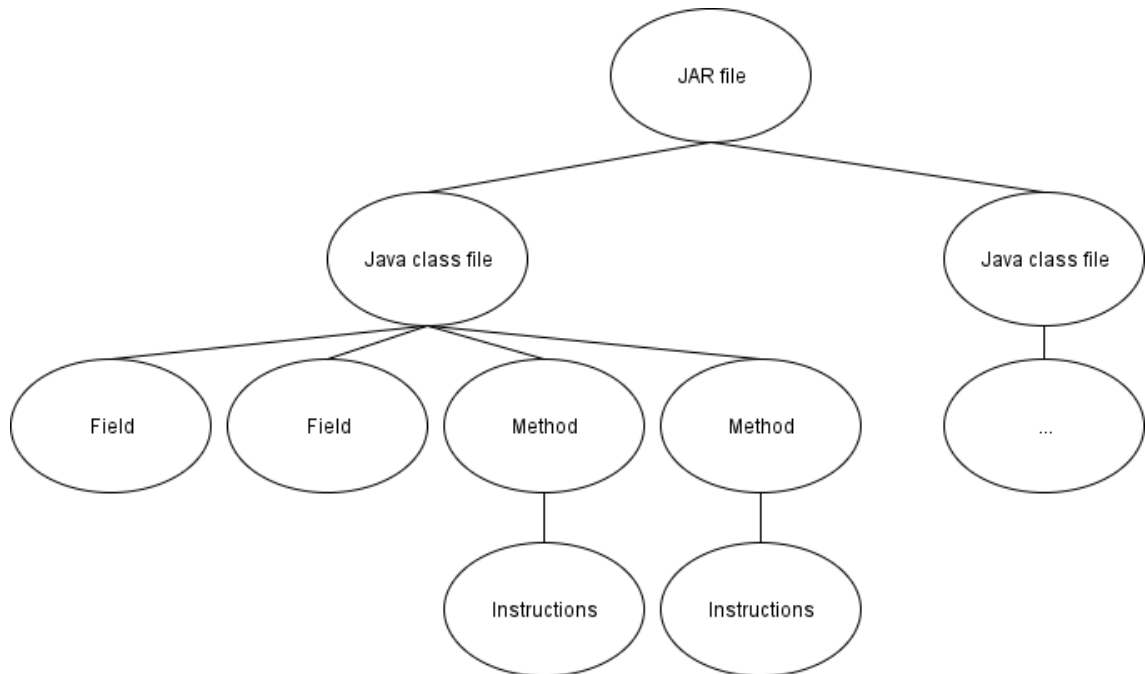 JAR file
Java class file
Java class file
Field
Field
Method
Method
...
Instructions
Instructions